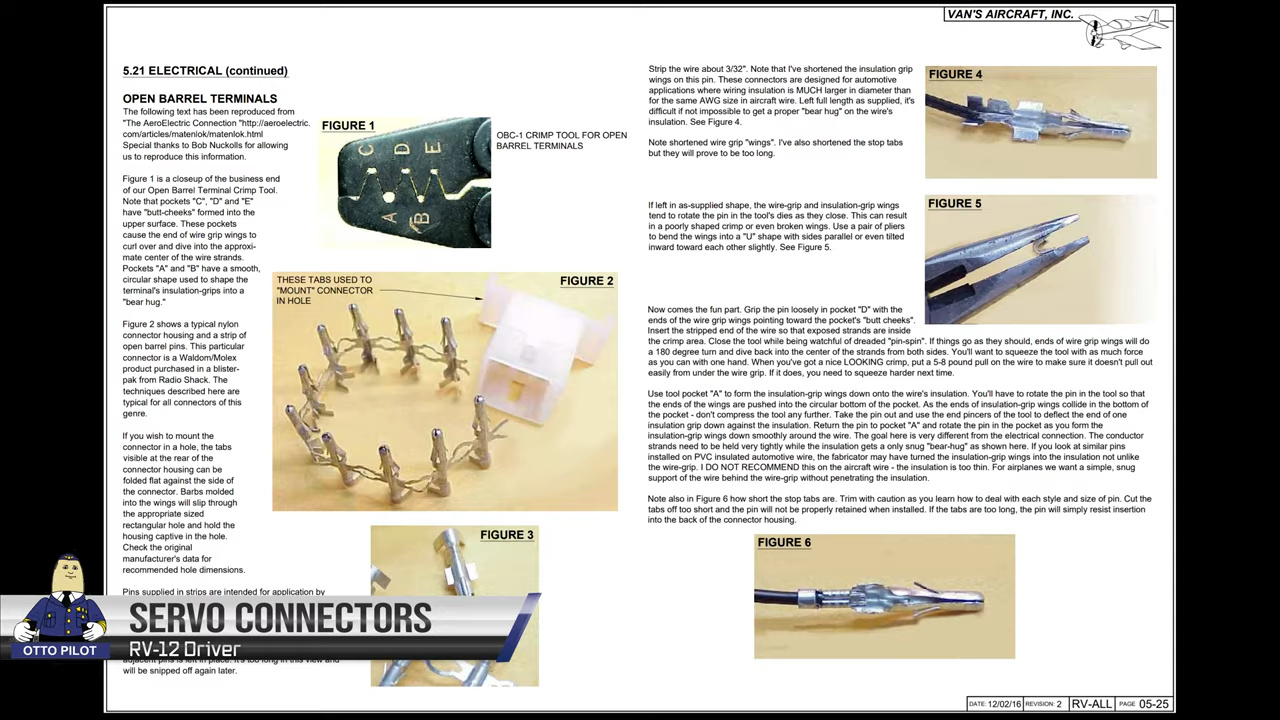 VAN'S AIRCRAFT, INC.
5.21 ELECTRICAL (continued)
OPEN BARREL TERMINALS
The following text has been reproduced from
"The AeroElectric Connection "http://aeroelectric.
com/articles/matenlok/matenlok.html
Special thanks to Bob Nuckolls for allowing
us to reproduce this information.
Figure 1 is a closeup of the business end
of our Open Barrel Terminal Crimp Tool.
Note that pockets "C", "D" and "E"
have "butt-cheeks" formed into the
upper surface. These pockets
cause the end of wire grip wings to
curl over and dive into the approxi-
mate center of the wire strands.
Pockets "A" and "B" have a smooth,
circular shape used to shape the
terminal's insulation-grips into a
"bear hug."
Figure 2 shows a typical nylon
connector housing and a strip of
open barrel pins. This particular
connector is a Waldom/Molex
product purchased in a blister-
pak from Radio Shack. The
techniques described here are
typical for all connectors of this
genre.
If you wish to mount the
connector in a hole, the tabs
visible at the rear of the
connector housing can be
folded flat against the side of
the connector. Barbs molded
into the wings will slip through
the appropriate sized
rectangular hole and hold the
housing captive in the hole.
Check the original
manufacturer's data for
recommended hole dimensions.
Pins supplied in strips are intended for application by
adjacent pins is left in place. It's too long in this view and
will be snipped off again later.
FIGURE 1
C D E
A B
OBC-1 CRIMP TOOL FOR OPEN
BARREL TERMINALS
THESE TABS USED TO
"MOUNT" CONNECTOR
IN HOLE
FIGURE 2
FIGURE 3
Strip the wire about 3/32". Note that I've shortened the insulation grip
wings on this pin. These connectors are designed for automotive
applications where wiring insulation is MUCH larger in diameter than
for the same AWG size in aircraft wire. Left full length as supplied, it's
difficult if not impossible to get a proper "bear hug" on the wire's
insulation. See Figure 4.
Note shortened wire grip "wings". I've also shortened the stop tabs
but they will prove to be too long.
FIGURE 4
If left in as-supplied shape, the wire-grip and insulation-grip wings
tend to rotate the pin in the tool's dies as they close. This can result
in a poorly shaped crimp or even broken wings. Use a pair of pliers
to bend the wings into a "U" shape with sides parallel or even tilted
inward toward each other slightly. See Figure 5.
FIGURE 5
Now comes the fun part. Grip the pin loosely in pocket "D" with the
ends of the wire grip wings pointing toward the pocket's "butt cheeks".
Insert the stripped end of the wire so that exposed strands are inside
the crimp area. Close the tool while being watchful of dreaded "pin-spin". If things go as they should, ends of wire grip wings will do
a 180 degree turn and dive back into the center of the strands from both sides. You'll want to squeeze the tool with as much force
as you can with one hand. When you've got a nice LOOKING crimp, put a 5-8 pound pull on the wire to make sure it doesn't pull out
easily from under the wire grip. If it does, you need to squeeze harder next time.
Use tool pocket "A" to form the insulation-grip wings down onto the wire's insulation. You'll have to rotate the pin in the tool so that
the ends of the wings are pushed into the circular bottom of the pocket. As the ends of insulation-grip wings collide in the bottom of
the pocket - don't compress the tool any further. Take the pin out and use the end pincers of the tool to deflect the end of one
insulation grip down against the insulation. Return the pin to pocket "A" and rotate the pin in the pocket as you form the
insulation-grip wings down smoothly around the wire. The goal here is very different from the electrical connection. The conductor
strands need to be held very tightly while the insulation gets a only snug "bear-hug" as shown here. If you look at similar pins
installed on PVC insulated automotive wire, the fabricator may have turned the insulation-grip wings into the insulation not unlike
the wire-grip. I DO NOT RECOMMEND this on the aircraft wire - the insulation is too thin. For airplanes we want a simple, snug
support of the wire behind the wire-grip without penetrating the insulation.
Note also in Figure 6 how short the stop tabs are. Trim with caution as you learn how to deal with each style and size of pin. Cut the
tabs off too short and the pin will not be properly retained when installed. If the tabs are too long, the pin will simply resist insertion
into the back of the connector housing.
FIGURE 6
SERVO CONNECTORS
RV-12 Driver
OTTO PILOT
DATE: 12/02/16 REVISION: 2 RV-ALL PAGE 05-25